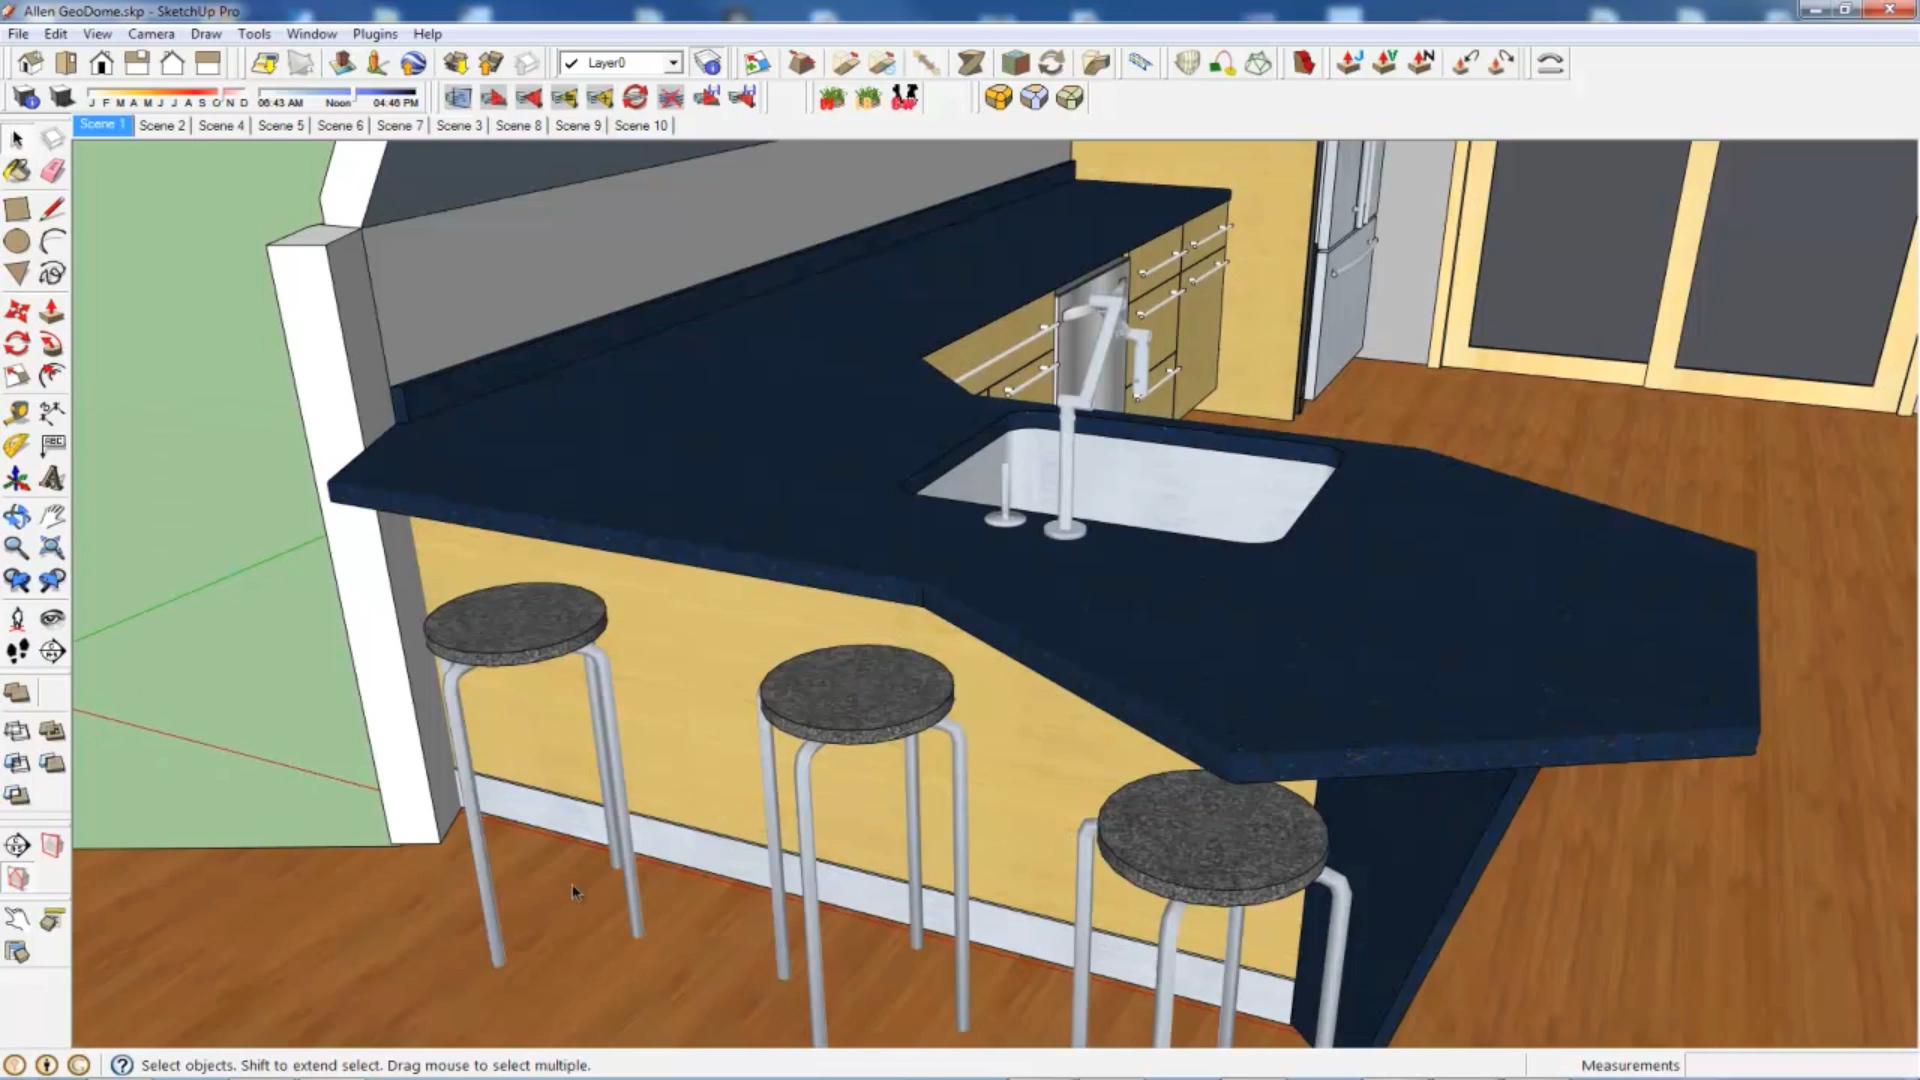 Allen GeoDome.skp - SketchUp Pro
File Edit View Camera Draw Tools Window Plugins Help
Layer0
J F M A M J J A S O N D 06:43 AM Noon 04:46 PM
Scene 1 Scene 2 Scene 4 Scene 5 Scene 6 Scene 7 Scene 3 Scene 8 Scene 9 Scene 10
ABC
Select objects. Shift to extend select. Drag mouse to select multiple.
Measurements